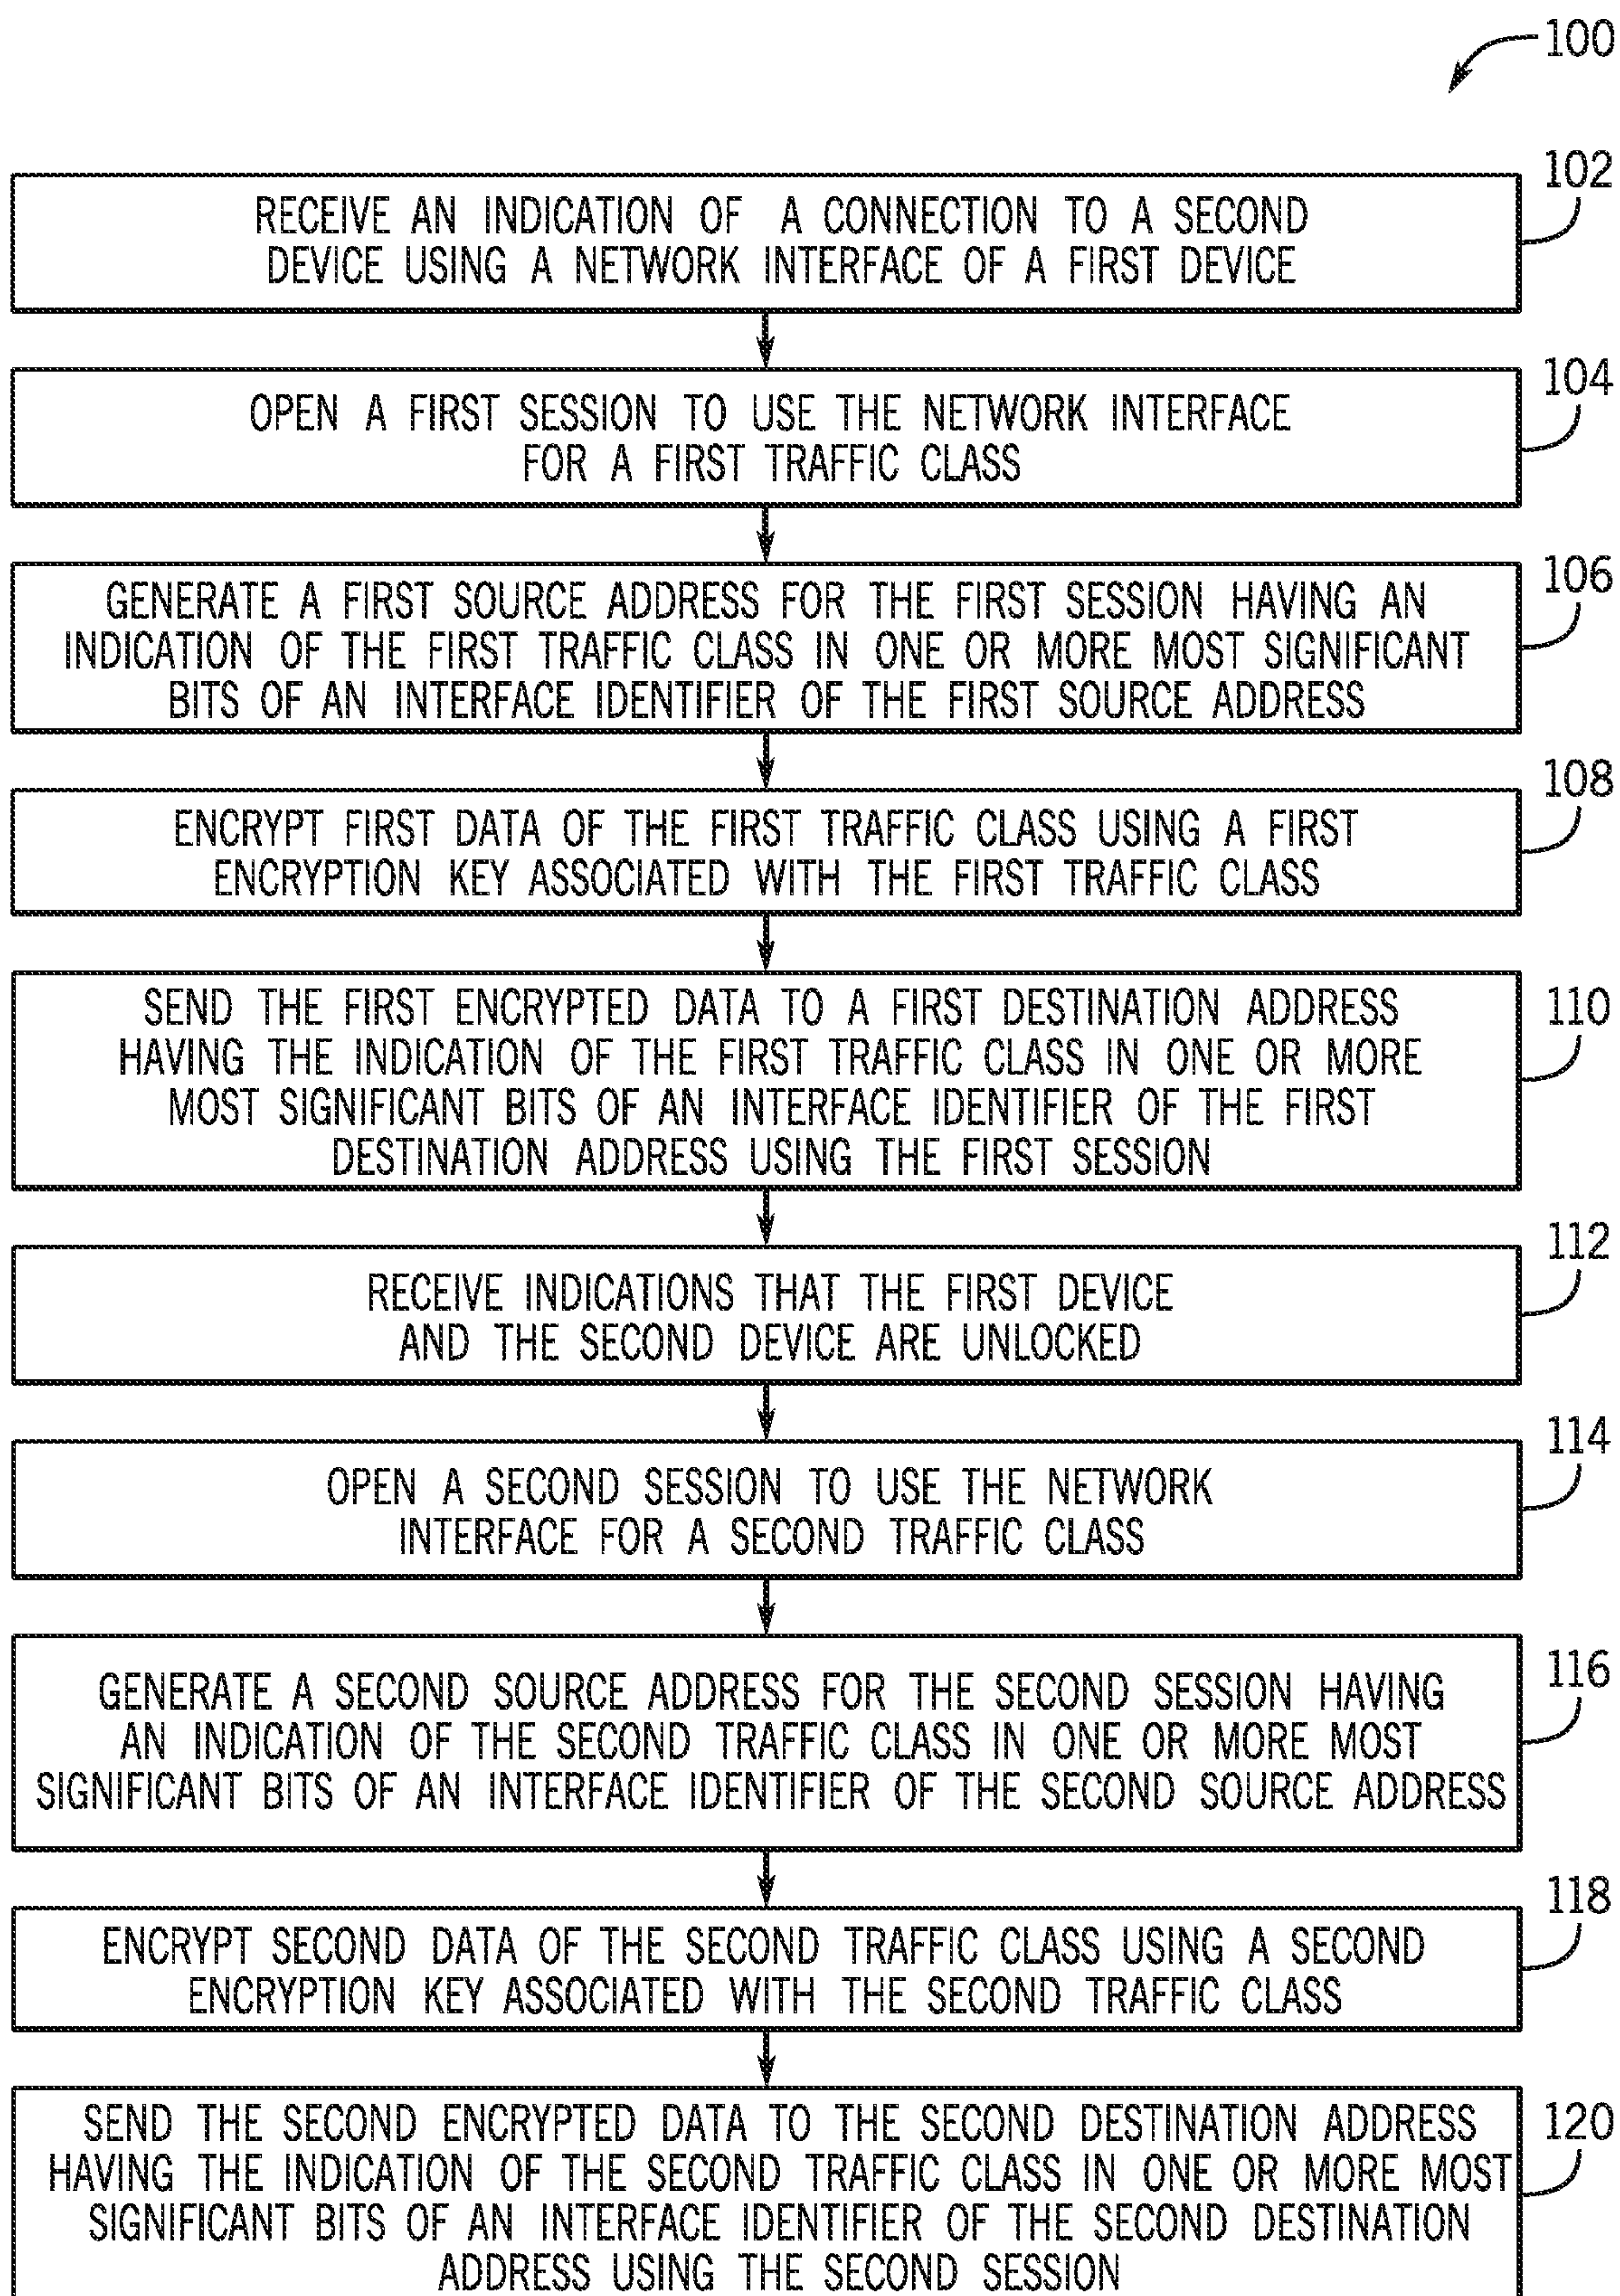 100
102
RECEIVE AN INDICATION OF A CONNECTION TO A SECOND
DEVICE USING A NETWORK INTERFACE OF A FIRST DEVICE
104
OPEN A FIRST SESSION TO USE THE NETWORK INTERFACE
FOR A FIRST TRAFFIC CLASS
106
GENERATE A FIRST SOURCE ADDRESS FOR THE FIRST SESSION HAVING AN
INDICATION OF THE FIRST TRAFFIC CLASS IN ONE OR MORE MOST SIGNIFICANT
BITS OF AN INTERFACE IDENTIFIER OF THE FIRST SOURCE ADDRESS
108
ENCRYPT FIRST DATA OF THE FIRST TRAFFIC CLASS USING A FIRST
ENCRYPTION KEY ASSOCIATED WITH THE FIRST TRAFFIC CLASS
110
SEND THE FIRST ENCRYPTED DATA TO A FIRST DESTINATION ADDRESS
HAVING THE INDICATION OF THE FIRST TRAFFIC CLASS IN ONE OR MORE
MOST SIGNIFICANT BITS OF AN INTERFACE IDENTIFIER OF THE FIRST
DESTINATION ADDRESS USING THE FIRST SESSION
112
RECEIVE INDICATIONS THAT THE FIRST DEVICE
AND THE SECOND DEVICE ARE UNLOCKED
114
OPEN A SECOND SESSION TO USE THE NETWORK
INTERFACE FOR A SECOND TRAFFIC CLASS
116
GENERATE A SECOND SOURCE ADDRESS FOR THE SECOND SESSION HAVING
AN INDICATION OF THE SECOND TRAFFIC CLASS IN ONE OR MORE MOST
SIGNIFICANT BITS OF AN INTERFACE IDENTIFIER OF THE SECOND SOURCE ADDRESS
118
ENCRYPT SECOND DATA OF THE SECOND TRAFFIC CLASS USING A SECOND
ENCRYPTION KEY ASSOCIATED WITH THE SECOND TRAFFIC CLASS
120
SEND THE SECOND ENCRYPTED DATA TO THE SECOND DESTINATION ADDRESS
HAVING THE INDICATION OF THE SECOND TRAFFIC CLASS IN ONE OR MORE MOST
SIGNIFICANT BITS OF AN INTERFACE IDENTIFIER OF THE SECOND DESTINATION
ADDRESS USING THE SECOND SESSION